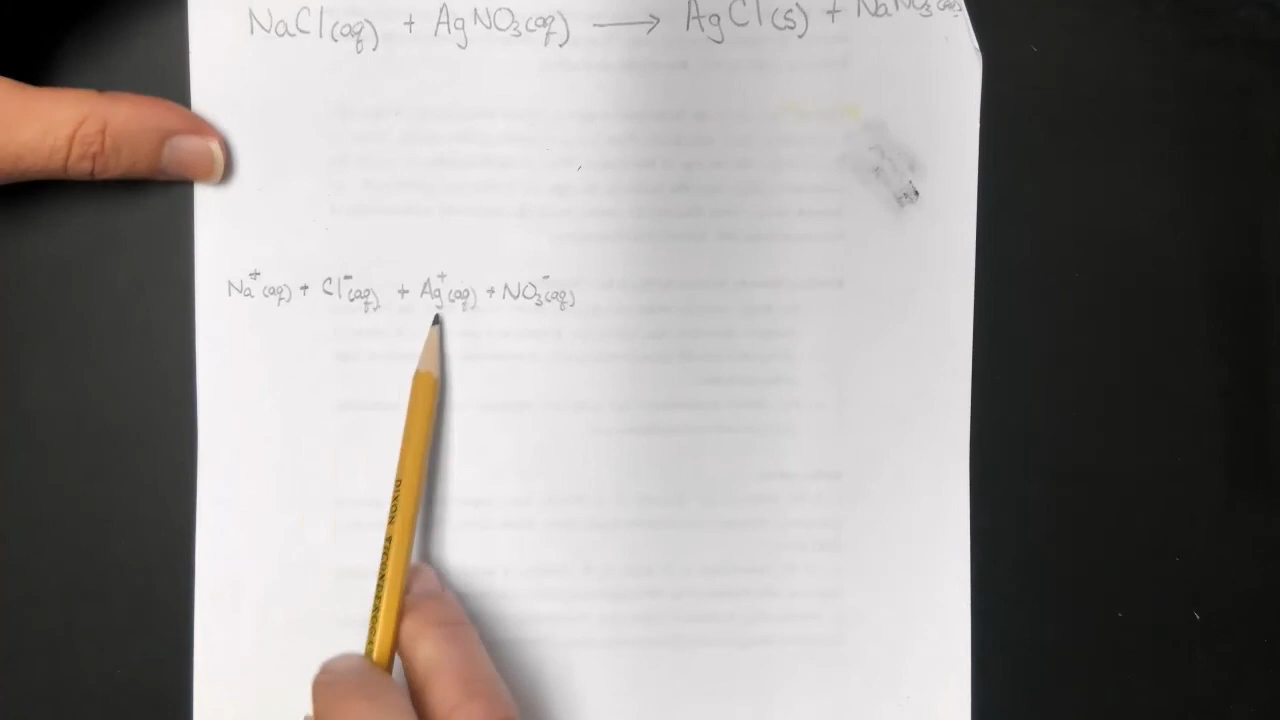 NaCl(aq) + AgNO₃(aq) ⟶ AgCl(s) + NaNO₃(aq)
Na⁺(aq) + Cl⁻(aq) + Ag⁺(aq) + NO₃⁻(aq)
DIXON TICONDEROGA